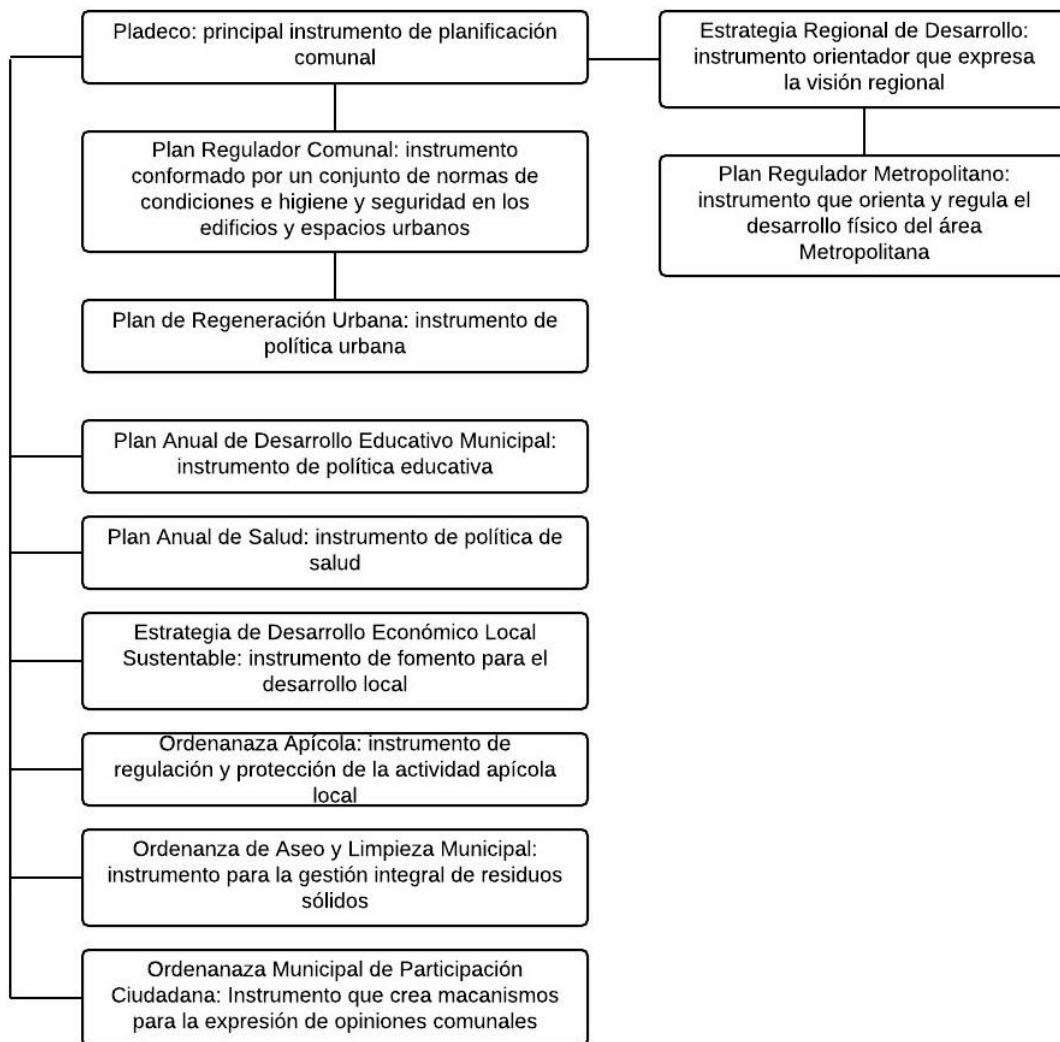 Pladeco: principal instrumento de planificación
comunal
Estrategia Regional de Desarrollo:
instrumento orientador que expresa
la visión regional
Plan Regulador Comunal: instrumento
conformado por un conjunto de normas de
condiciones e higiene y seguridad en los
edificios y espacios urbanos
Plan Regulador Metropolitano:
instrumento que orienta y regula el
desarrollo físico del área
Metropolitana
Plan de Regeneración Urbana: instrumento de
política urbana
Plan Anual de Desarrollo Educativo Municipal:
instrumento de política educativa
Plan Anual de Salud: instrumento de política de
salud
Estrategia de Desarrollo Económico Local
Sustentable: instrumento de fomento para el
desarrollo local
Ordenanaza Apícola: instrumento de
regulación y protección de la actividad apícola
local
Ordenanza de Aseo y Limpieza Municipal:
instrumento para la gestión integral de residuos
sólidos
Ordenanaza Municipal de Participación
Ciudadana: Instrumento que crea macanismos
para la expresión de opiniones comunales